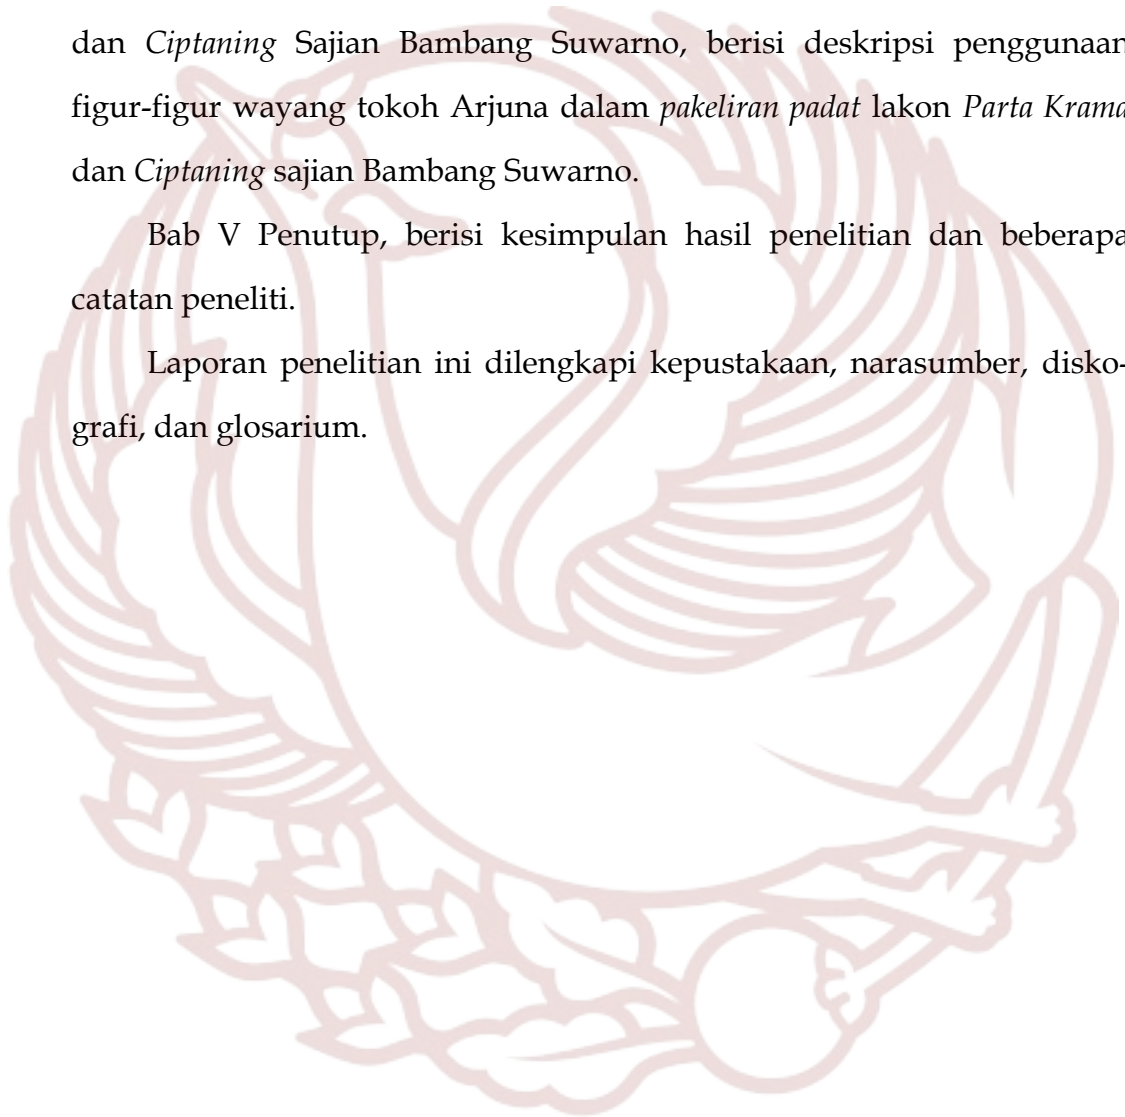 dan Ciptaning Sajian Bambang Suwarno, berisi deskripsi penggunaan
figur-figur wayang tokoh Arjuna dalam pakeliran padat lakon Parta Krama
dan Ciptaning sajian Bambang Suwarno.
Bab V Penutup, berisi kesimpulan hasil penelitian dan beberapa
catatan peneliti.
Laporan penelitian ini dilengkapi kepustakaan, narasumber, disko-
grafi, dan glosarium.